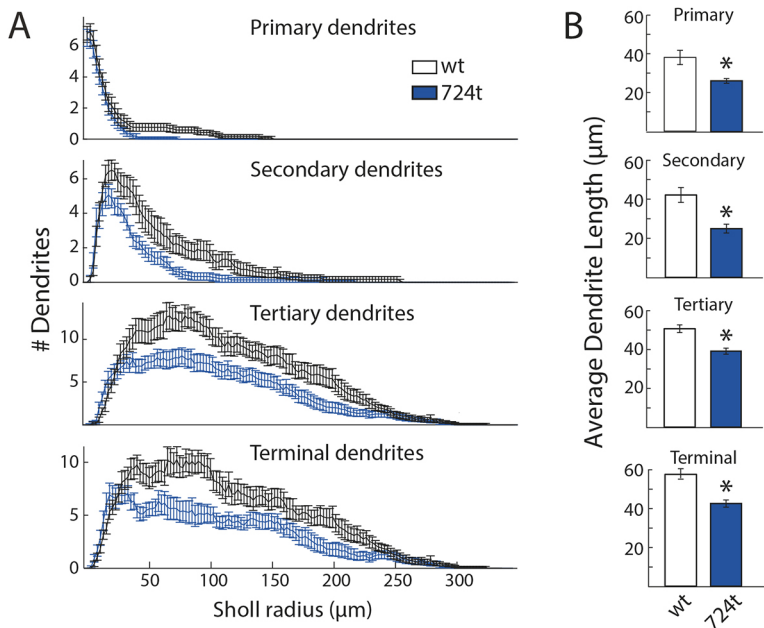 A
Primary dendrites
wt
724t
6
4
2
0
Secondary dendrites
6
4
2
0
Tertiary dendrites
10
5
Terminal dendrites
10
5
0
50
100
150
200
250
300
# Dendrites
Sholl radius (μm)
B
Average Dendrite Length (μm)
Primary
60
40
20
*
Secondary
60
40
20
*
Tertiary
60
40
20
*
Terminal
60
40
20
*
wt
724t